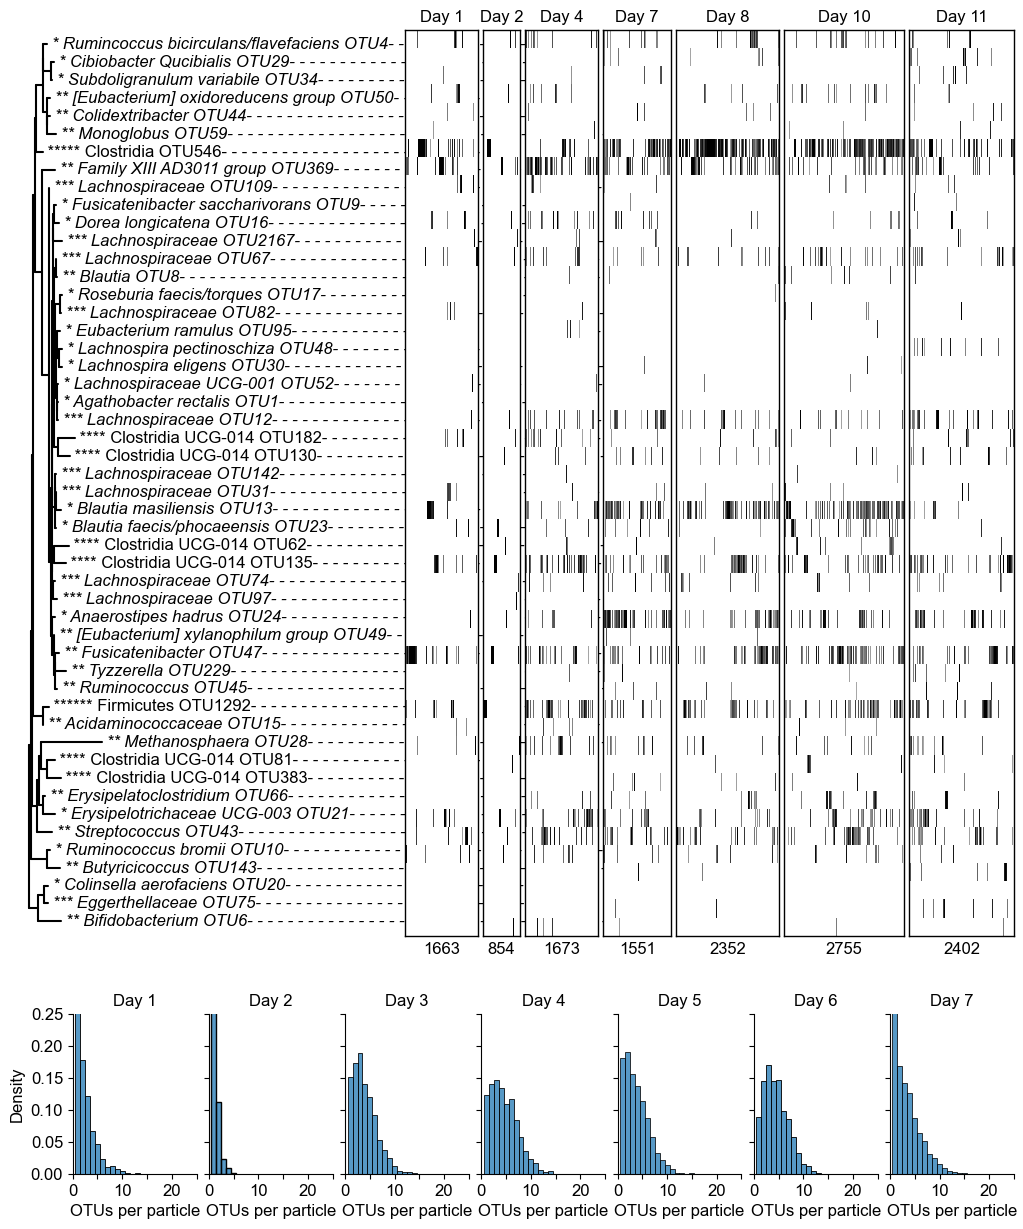 Day 1 Day 2 Day 4 Day 7 Day 8 Day 10 Day 11
* Rumincoccus bicirculans/flavefaciens OTU4
* Cibiobacter Qucibialis OTU29
* Subdoligranulum variabile OTU34
** [Eubacterium] oxidoreducens group OTU50
** Colidextribacter OTU44
** Monoglobus OTU59
***** Clostridia OTU546
** Family XIII AD3011 group OTU369
*** Lachnospiraceae OTU109
* Fusicatenibacter saccharivorans OTU9
* Dorea longicatena OTU16
*** Lachnospiraceae OTU2167
*** Lachnospiraceae OTU67
** Blautia OTU8
* Roseburia faecis/torques OTU17
*** Lachnospiraceae OTU82
* Eubacterium ramulus OTU95
* Lachnospira pectinoschiza OTU48
* Lachnospira eligens OTU30
* Lachnospiraceae UCG-001 OTU52
* Agathobacter rectalis OTU1
*** Lachnospiraceae OTU12
**** Clostridia UCG-014 OTU182
**** Clostridia UCG-014 OTU130
*** Lachnospiraceae OTU142
*** Lachnospiraceae OTU31
* Blautia masiliensis OTU13
* Blautia faecis/phocaeensis OTU23
**** Clostridia UCG-014 OTU62
**** Clostridia UCG-014 OTU135
*** Lachnospiraceae OTU74
*** Lachnospiraceae OTU97
* Anaerostipes hadrus OTU24
** [Eubacterium] xylanophilum group OTU49
** Fusicatenibacter OTU47
** Tyzzerella OTU229
** Ruminococcus OTU45
****** Firmicutes OTU1292
** Acidaminococcaceae OTU15
** Methanosphaera OTU28
**** Clostridia UCG-014 OTU81
**** Clostridia UCG-014 OTU383
** Erysipelatoclostridium OTU66
* Erysipelotrichaceae UCG-003 OTU21
** Streptococcus OTU43
* Ruminococcus bromii OTU10
** Butyricicoccus OTU143
* Colinsella aerofaciens OTU20
*** Eggerthellaceae OTU75
** Bifidobacterium OTU6
1663 854 1673 1551 2352 2755 2402
Day 1 Day 2 Day 3 Day 4 Day 5 Day 6 Day 7
0.25
0.20
0.15
0.10
0.05
0.00
Density
0 10 20 0 10 20 0 10 20 0 10 20 0 10 20 0 10 20 0 10 20
OTUs per particle OTUs per particle OTUs per particle OTUs per particle OTUs per particle OTUs per particle OTUs per particle